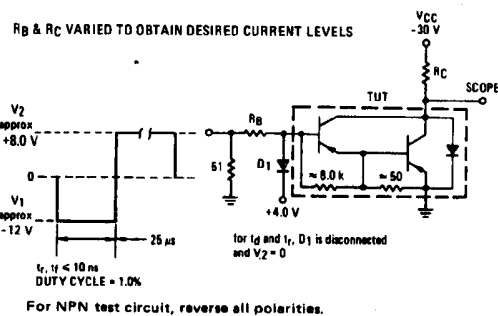 RB & RC VARIED TO OBTAIN DESIRED CURRENT LEVELS
VCC
-30 V
RC
SCOPE
TUT
V2
approx
+8.0 V
RB
51
D1
≈ 8.0 k
≈ 50
0
+4.0 V
V1
approx
-12 V
25 µs
for td and tr, D1 is disconnected
and V2 = 0
tr, tf ≤ 10 ns
DUTY CYCLE = 1.0%
For NPN test circuit, reverse all polarities.